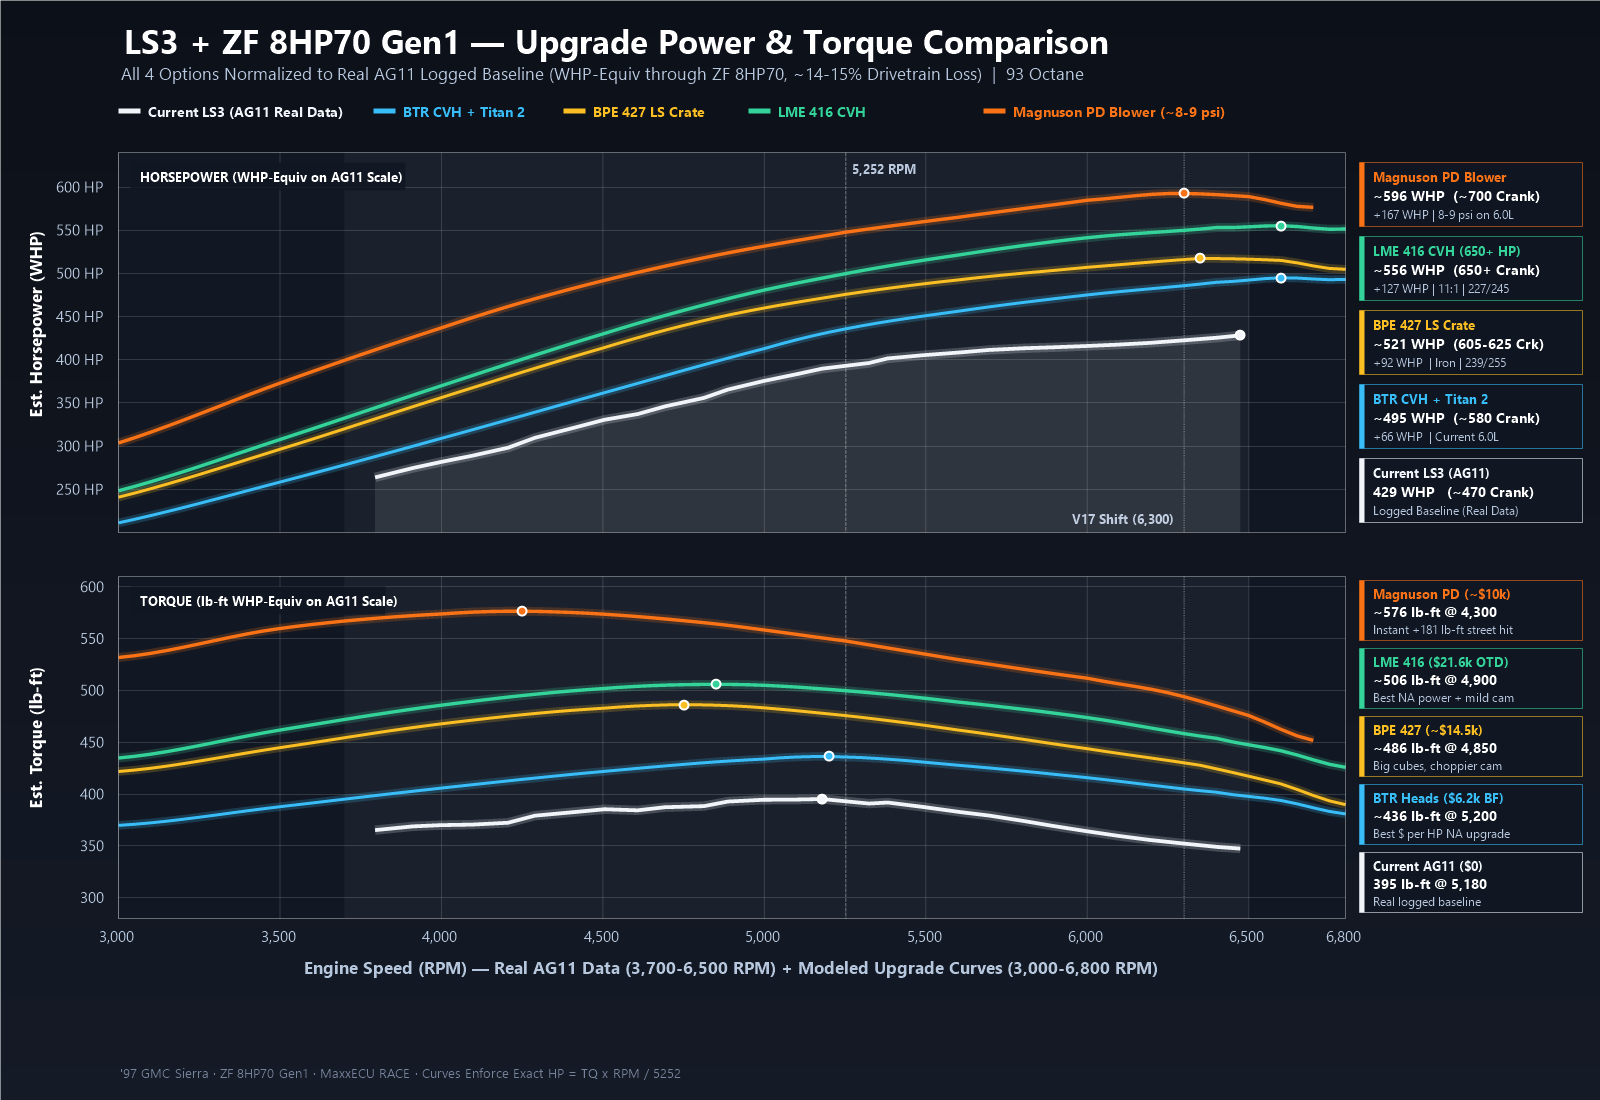 LS3 + ZF 8HP70 Gen1 — Upgrade Power & Torque Comparison
All 4 Options Normalized to Real AG11 Logged Baseline (WHP-Equiv through ZF 8HP70, ~14-15% Drivetrain Loss) | 93 Octane
Current LS3 (AG11 Real Data)
BTR CVH + Titan 2
BPE 427 LS Crate
LME 416 CVH
Magnuson PD Blower (~8-9 psi)
HORSEPOWER (WHP-Equiv on AG11 Scale)
5,252 RPM
V17 Shift (6,300)
Est. Horsepower (WHP)
600 HP
550 HP
500 HP
450 HP
400 HP
350 HP
300 HP
250 HP
Magnuson PD Blower
~596 WHP (~700 Crank)
+167 WHP | 8-9 psi on 6.0L
LME 416 CVH (650+ HP)
~556 WHP (650+ Crank)
+127 WHP | 11:1 | 227/245
BPE 427 LS Crate
~521 WHP (605-625 Crk)
+92 WHP | Iron | 239/255
BTR CVH + Titan 2
~495 WHP (~580 Crank)
+66 WHP | Current 6.0L
Current LS3 (AG11)
429 WHP (~470 Crank)
Logged Baseline (Real Data)
TORQUE (lb-ft WHP-Equiv on AG11 Scale)
Est. Torque (lb-ft)
600
550
500
450
400
350
300
Magnuson PD (~$10k)
~576 lb-ft @ 4,300
Instant +181 lb-ft street hit
LME 416 ($21.6k OTD)
~506 lb-ft @ 4,900
Best NA power + mild cam
BPE 427 (~$14.5k)
~486 lb-ft @ 4,850
Big cubes, choppier cam
BTR Heads ($6.2k BF)
~436 lb-ft @ 5,200
Best $ per HP NA upgrade
Current AG11 ($0)
395 lb-ft @ 5,180
Real logged baseline
3,000
3,500
4,000
4,500
5,000
5,500
6,000
6,500
6,800
Engine Speed (RPM) — Real AG11 Data (3,700-6,500 RPM) + Modeled Upgrade Curves (3,000-6,800 RPM)
'97 GMC Sierra · ZF 8HP70 Gen1 · MaxxECU RACE · Curves Enforce Exact HP = TQ x RPM / 5252